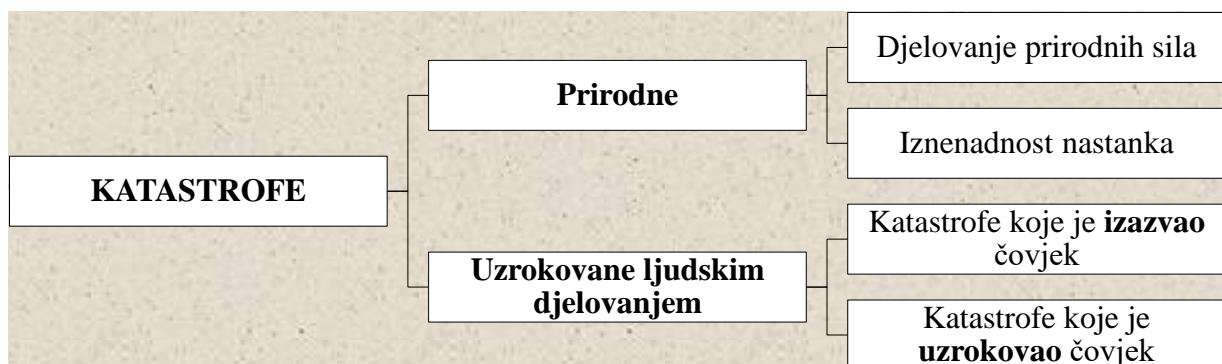 KATASTROFE
Prirodne
Djelovanje prirodnih sila
Iznenadnost nastanka
Uzrokovane ljudskim
djelovanjem
Katastrofe koje je izazvao
čovjek
Katastrofe koje je
uzrokovao čovjek